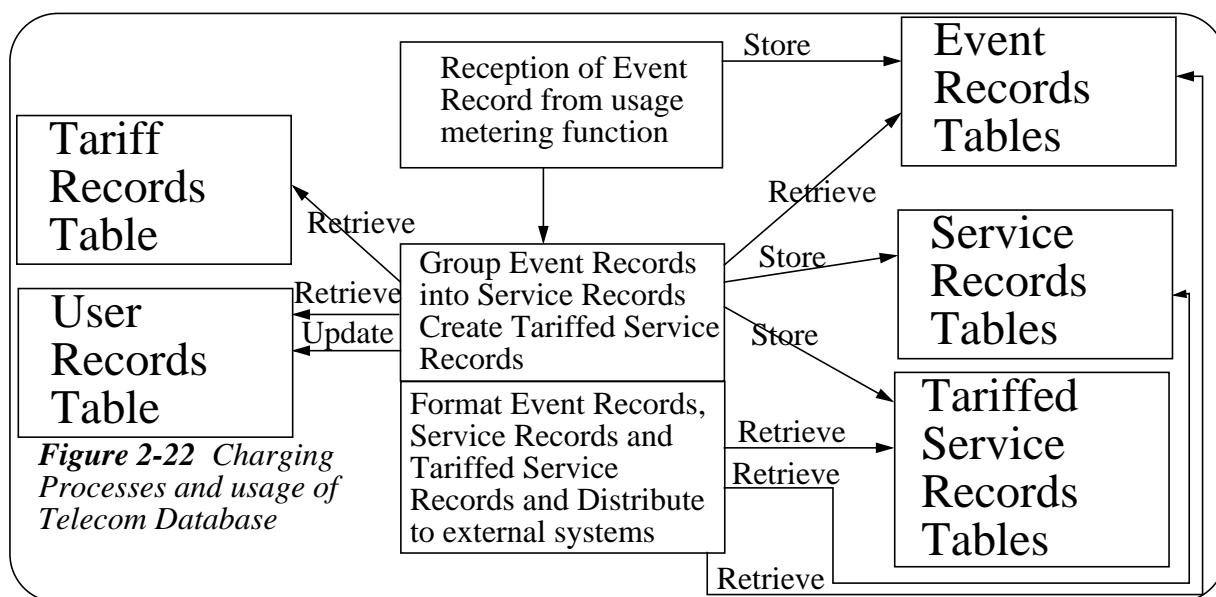 Reception of Event
Record from usage
metering function
Store
Event
Records
Tables
Tariff
Records
Table
Retrieve
Retrieve
Group Event Records
into Service Records
Create Tariffed Service
Records
Store
Service
Records
Tables
User
Records
Table
Retrieve
Update
Store
Tariffed
Service
Records
Tables
Format Event Records,
Service Records and
Tariffed Service
Records and Distribute
to external systems
Retrieve
Retrieve
Retrieve
Figure 2-22 Charging
Processes and usage of
Telecom Database